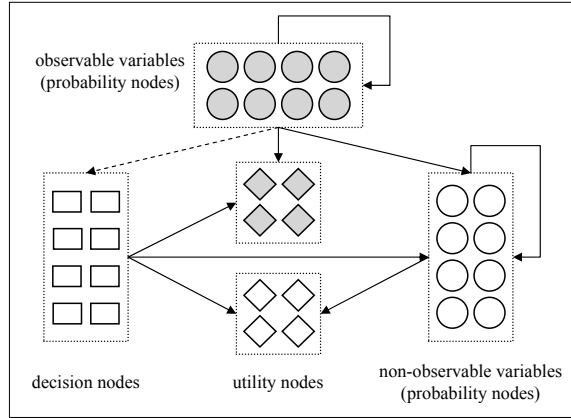 observable variables
(probability nodes)
decision nodes
utility nodes
non-observable variables
(probability nodes)